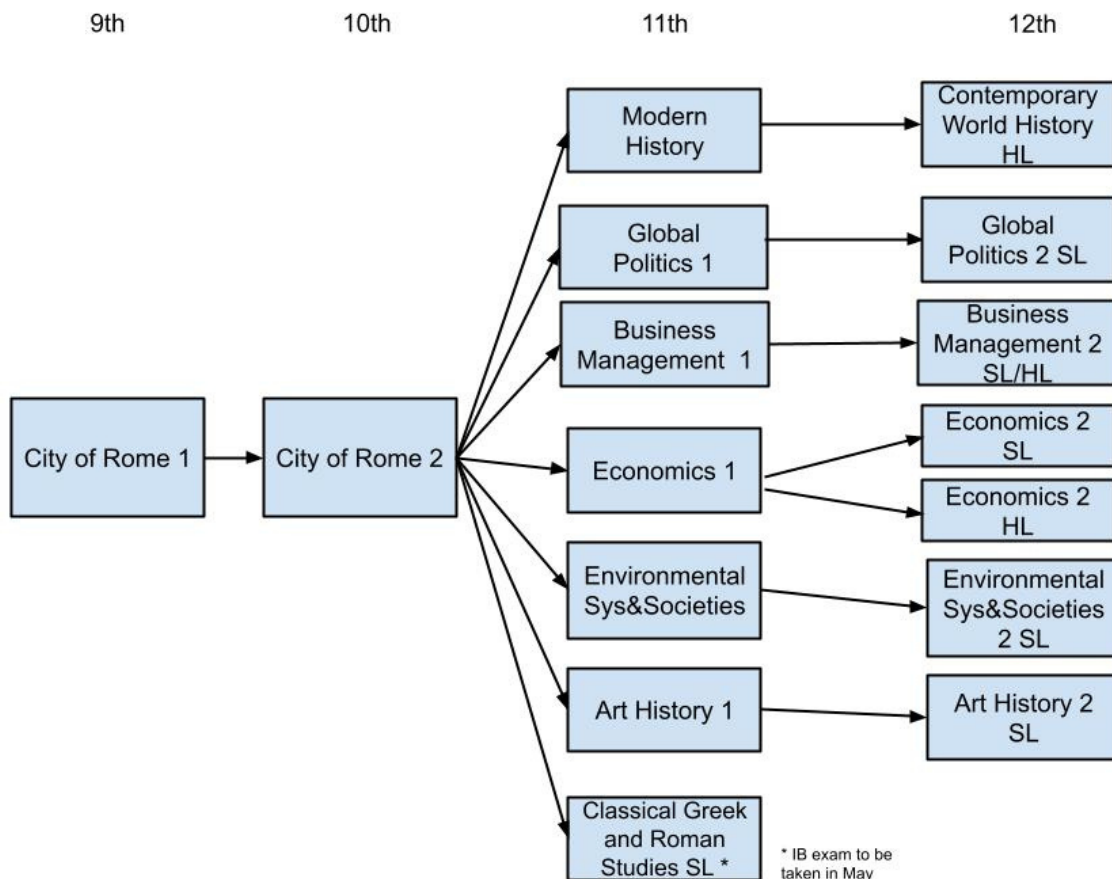 9th
10th
11th
12th
Modern
History
Contemporary
World History
HL
Global
Politics 1
Global
Politics 2 SL
Business
Management 1
Business
Management 2
SL/HL
City of Rome 1
City of Rome 2
Economics 1
Economics 2
SL
Economics 2
HL
Environmental
Sys&Societies
Environmental
Sys&Societies
2 SL
Art History 1
Art History 2
SL
Classical Greek
and Roman
Studies SL *
* IB exam to be
taken in May